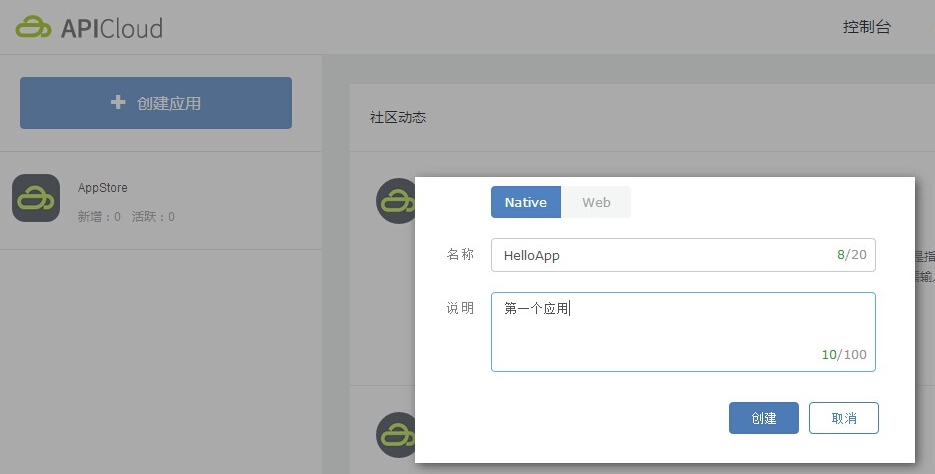 APICloud
控制台
创建应用
社区动态
AppStore
新增：0 活跃：0
Native Web
名称 HelloApp 8/20
说明 第一个应用
10/100
创建 取消